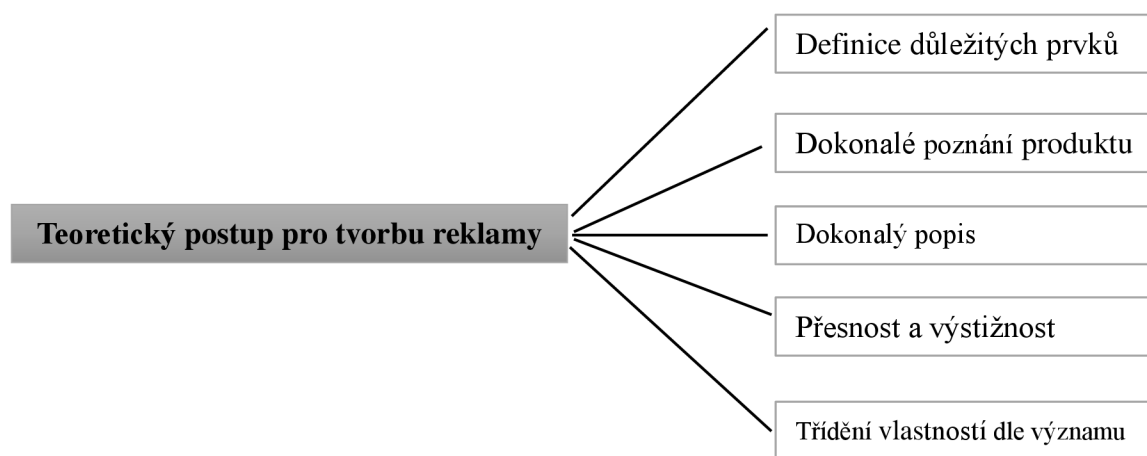 Definice důležitých prvků
Dokonalé poznání produktu
Teoretický postup pro tvorbu reklamy
Dokonalý popis
Přesnost a výstižnost
Třídění vlastností dle významu